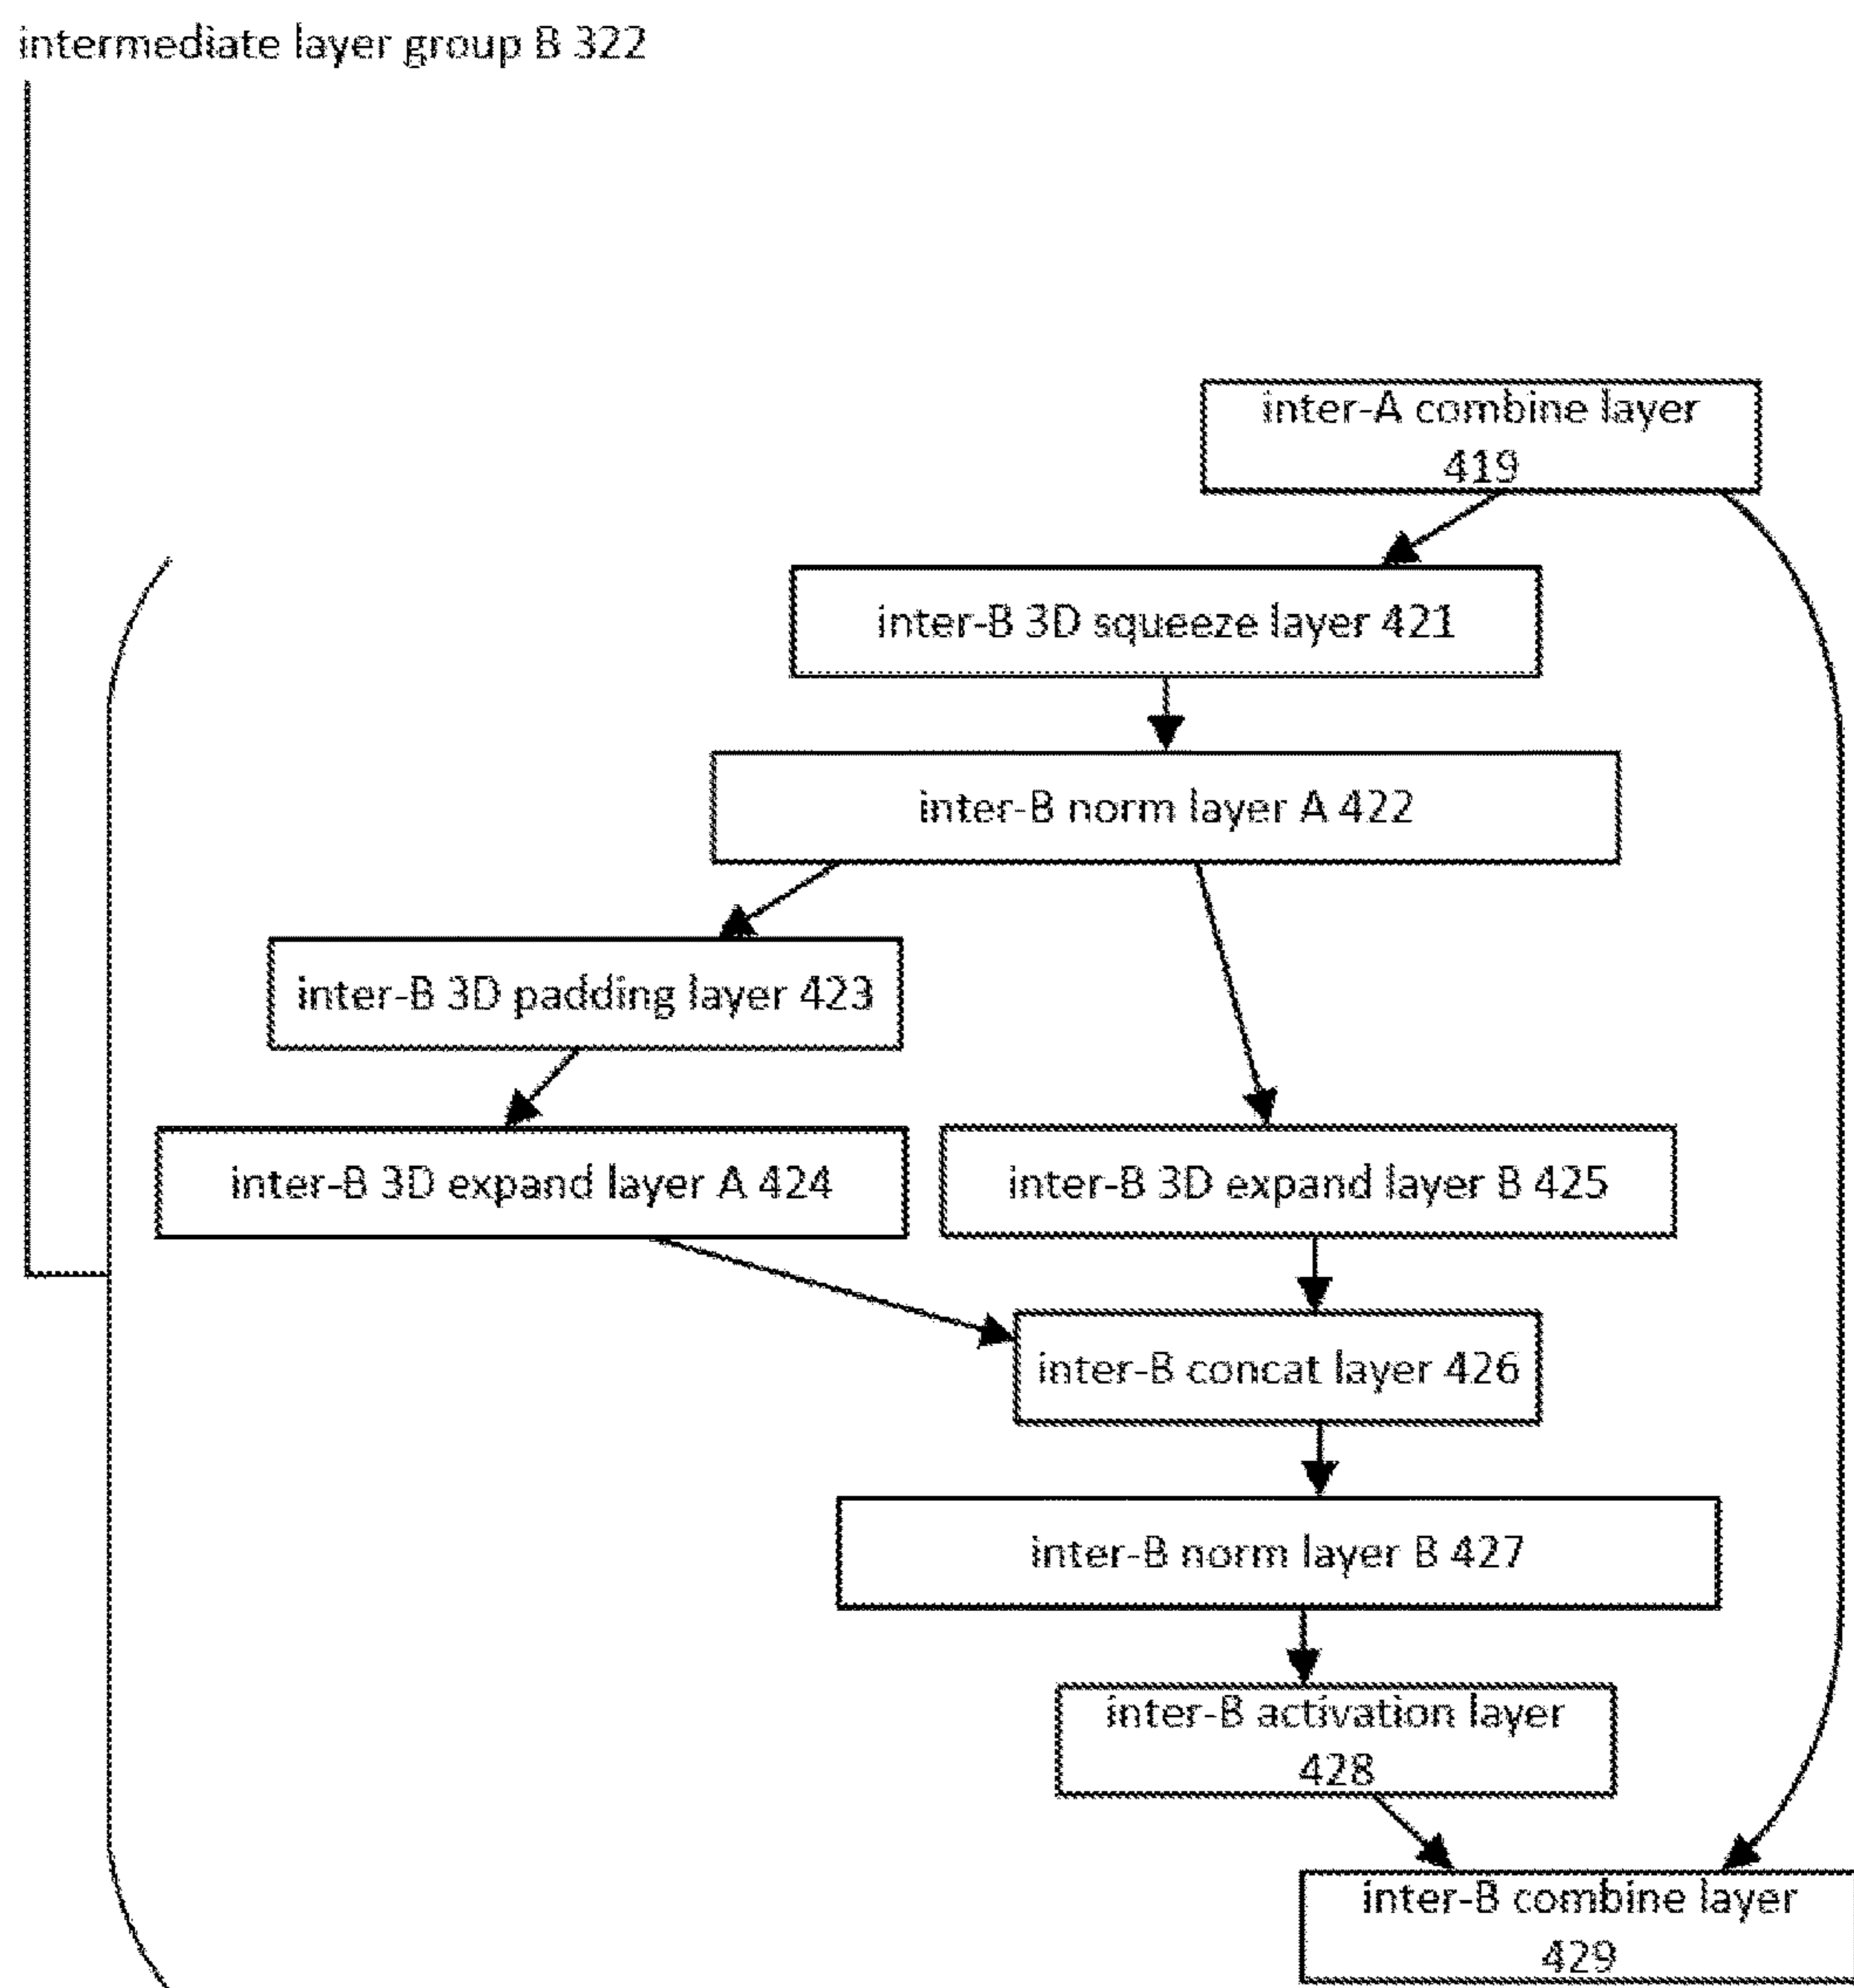 intermediate layer group B 322
inter-A combine layer
419
inter-B 3D squeeze layer 421
inter-B norm layer A 422
inter-B 3D padding layer 423
inter-B 3D expand layer A 424
inter-B 3D expand layer B 425
inter-B concat layer 426
inter-B norm layer B 427
inter-B activation layer
428
inter-B combine layer
429